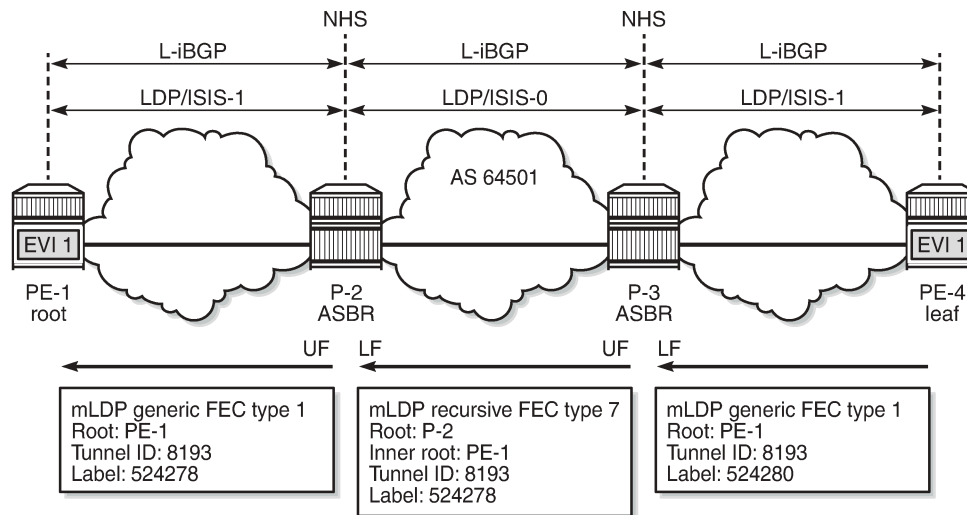 NHS
NHS
L-iBGP
L-iBGP
L-iBGP
LDP/ISIS-1
LDP/ISIS-0
LDP/ISIS-1
AS 64501
EVI 1
EVI 1
PE-1
root
P-2
ASBR
P-3
ASBR
PE-4
leaf
UF
LF
UF
LF
mLDP generic FEC type 1
Root: PE-1
Tunnel ID: 8193
Label: 524278
mLDP recursive FEC type 7
Root: P-2
Inner root: PE-1
Tunnel ID: 8193
Label: 524278
mLDP generic FEC type 1
Root: PE-1
Tunnel ID: 8193
Label: 524280